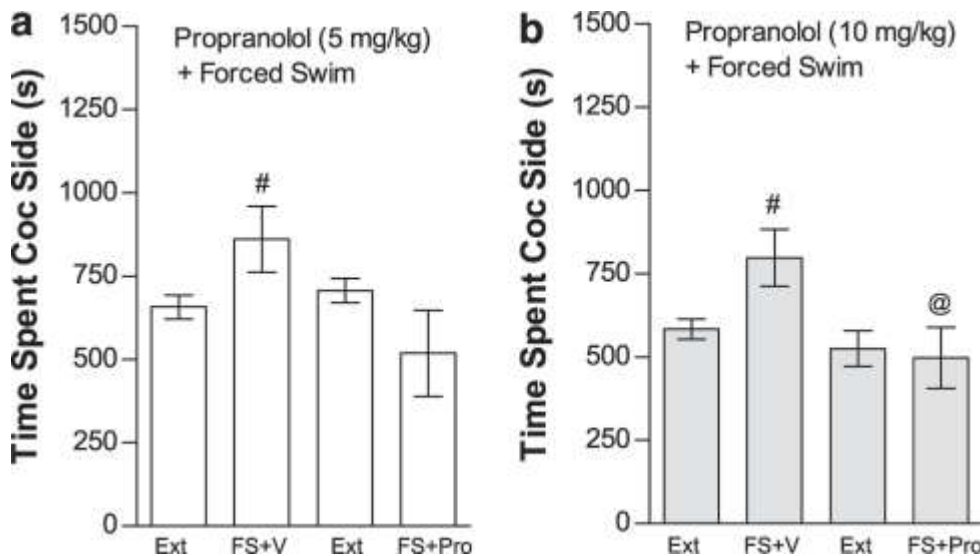 a
Propranolol (5 mg/kg)
+ Forced Swim
Time Spent Coc Side (s)
1500
1250
1000
750
500
250
0
#
Ext FS+V Ext FS+Pro
b
Propranolol (10 mg/kg)
+ Forced Swim
Time Spent Coc Side (s)
1500
1250
1000
750
500
250
0
#
@
Ext FS+V Ext FS+Pro